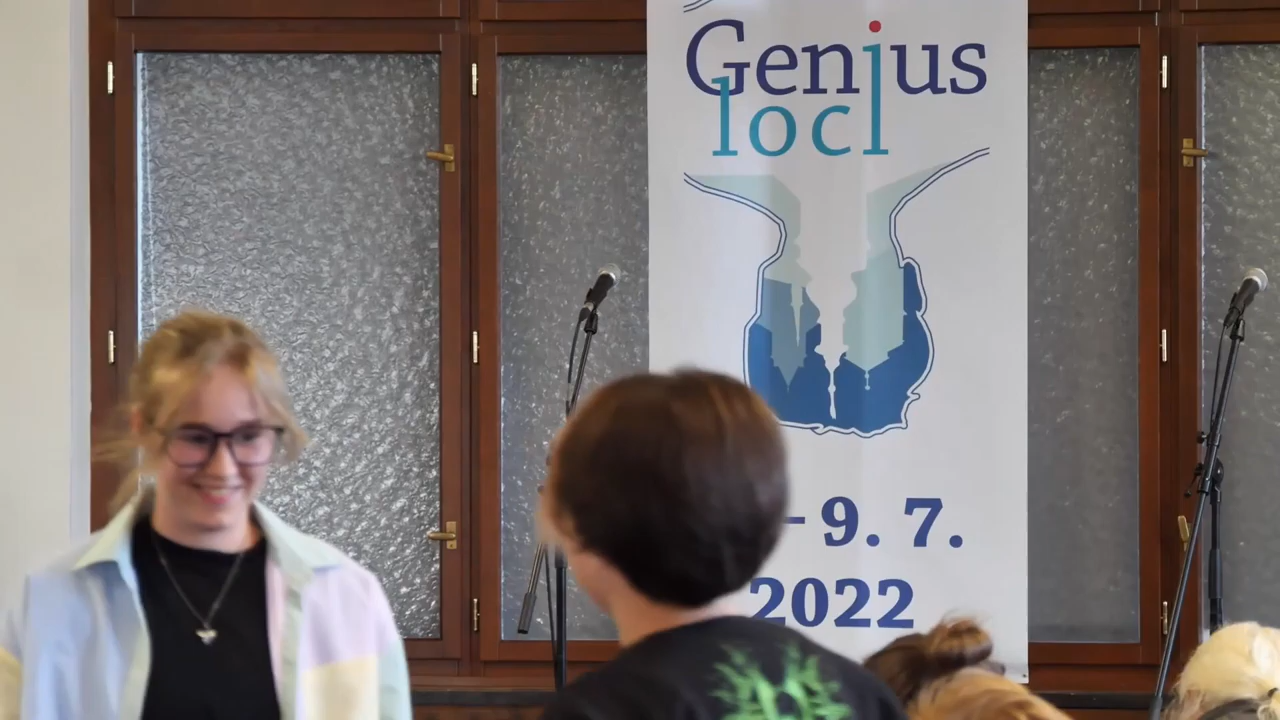 Genius
loci
– 9. 7.
2022